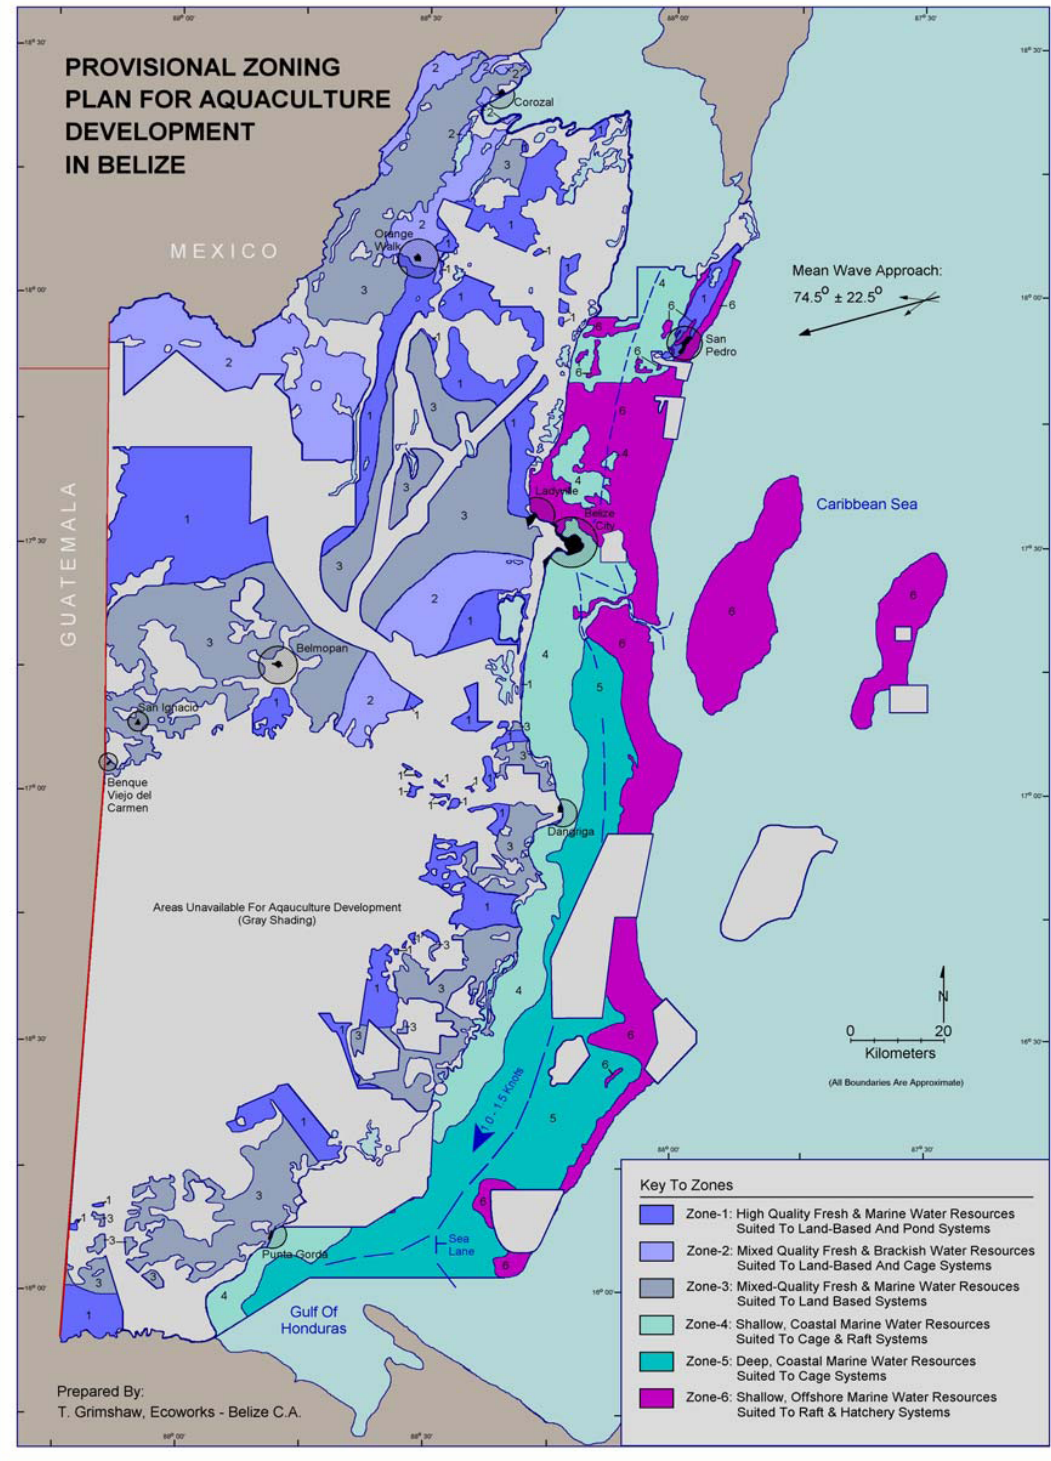 PROVISIONAL ZONING
PLAN FOR AQUACULTURE
DEVELOPMENT
IN BELIZE
MEXICO
GUATEMALA
Corozal
Orange
Walk
Mean Wave Approach:
74.5° ± 22.5°
San
Pedro
Ladyville
Belize
City
Caribbean Sea
Belmopan
San Ignacio
Benque
Viejo del
Carmen
Dangriga
Areas Unavailable For Aqauculture Development
(Gray Shading)
N
0 20
Kilometers
(All Boundaries Are Approximate)
1.0 - 1.5 Knots
Sea
Lane
Punta Gorda
Gulf Of
Honduras
Key To Zones
Zone-1: High Quality Fresh & Marine Water Resources
Suited To Land-Based And Pond Systems
Zone-2: Mixed Quality Fresh & Brackish Water Resources
Suited To Land-Based And Cage Systems
Zone-3: Mixed-Quality Fresh & Marine Water Resouces
Suited To Land Based Systems
Zone-4: Shallow, Coastal Marine Water Resources
Suited To Cage & Raft Systems
Zone-5: Deep, Coastal Marine Water Resources
Suited To Cage Systems
Zone-6: Shallow, Offshore Marine Water Resources
Suited To Raft & Hatchery Systems
Prepared By:
T. Grimshaw, Ecoworks - Belize C.A.